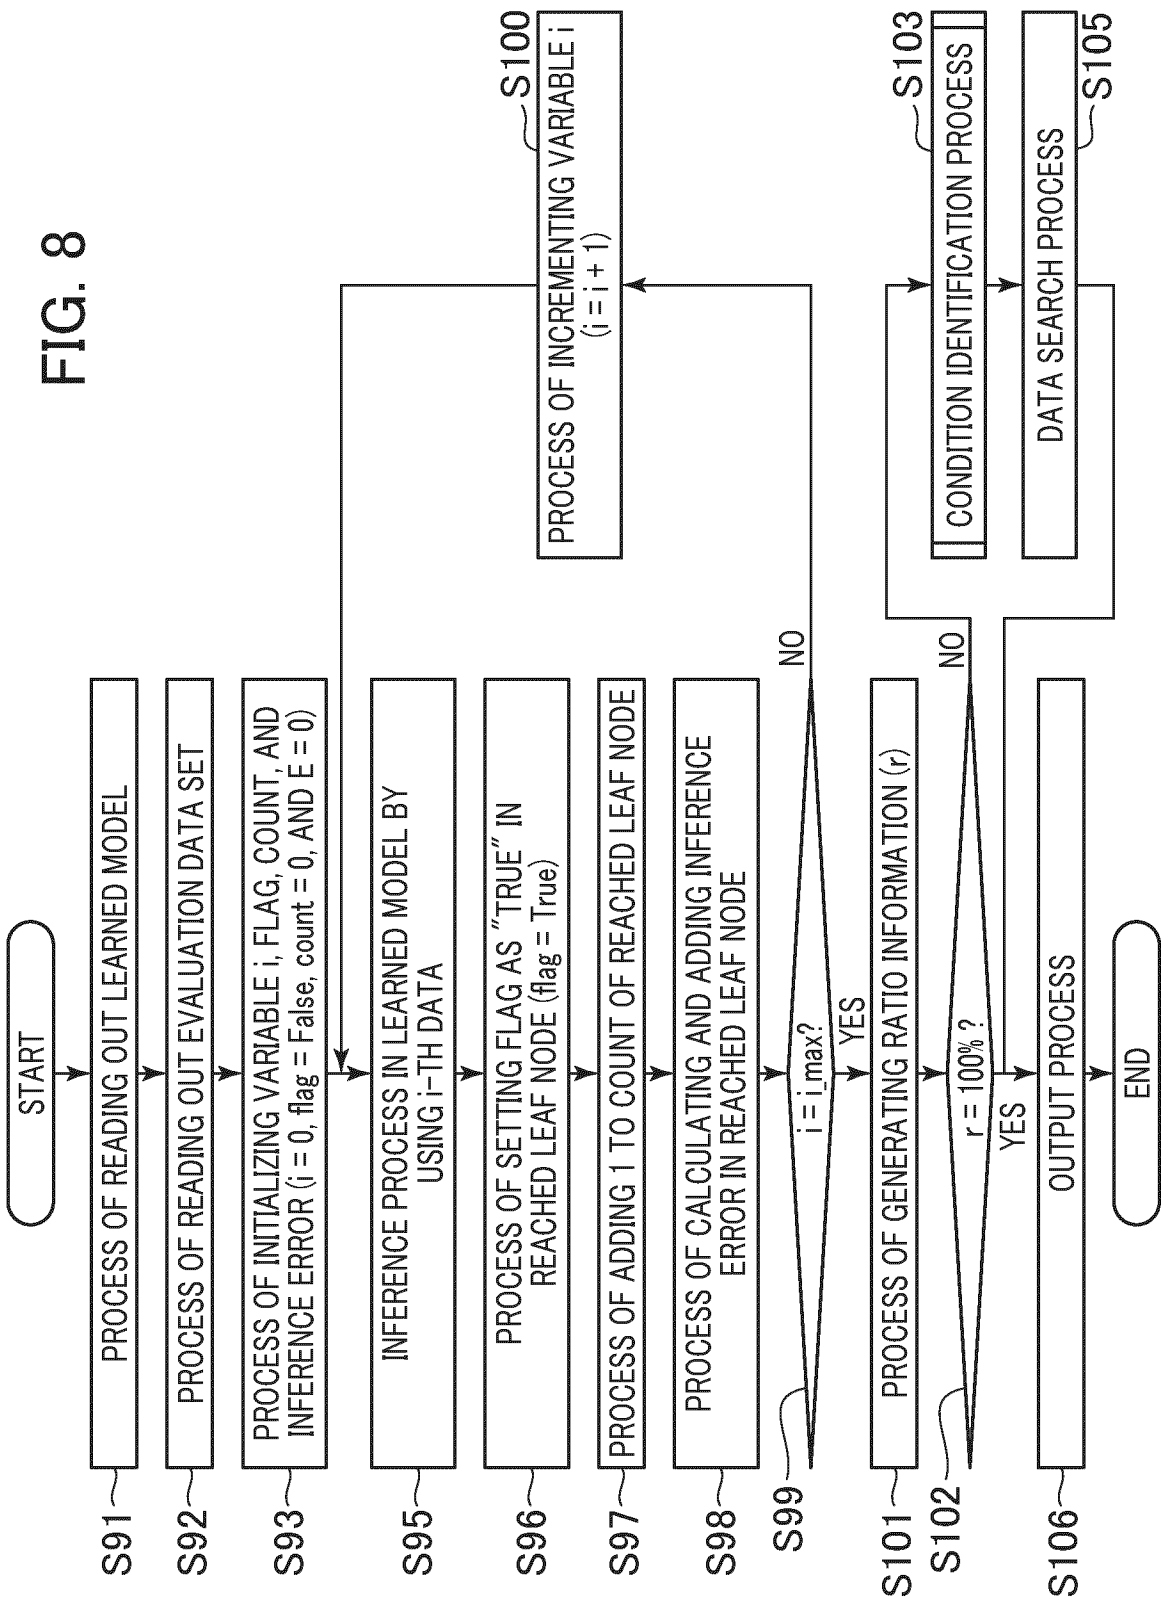 FIG. 8
START
S91
PROCESS OF READING OUT LEARNED MODEL
S92
PROCESS OF READING OUT EVALUATION DATA SET
S93
PROCESS OF INITIALIZING VARIABLE i, FLAG, COUNT, AND
INFERENCE ERROR (i = 0, flag = False, count = 0, AND E = 0)
S95
INFERENCE PROCESS IN LEARNED MODEL BY
USING i-TH DATA
S96
PROCESS OF SETTING FLAG AS "TRUE" IN
REACHED LEAF NODE (flag = True)
S97
PROCESS OF ADDING 1 TO COUNT OF REACHED LEAF NODE
S98
PROCESS OF CALCULATING AND ADDING INFERENCE
ERROR IN REACHED LEAF NODE
S99
i = i_max?
NO
YES
S100
PROCESS OF INCREMENTING VARIABLE i
(i = i + 1)
S101
PROCESS OF GENERATING RATIO INFORMATION (r)
S102
r = 100% ?
NO
YES
S103
CONDITION IDENTIFICATION PROCESS
DATA SEARCH PROCESS
S105
S106
OUTPUT PROCESS
END